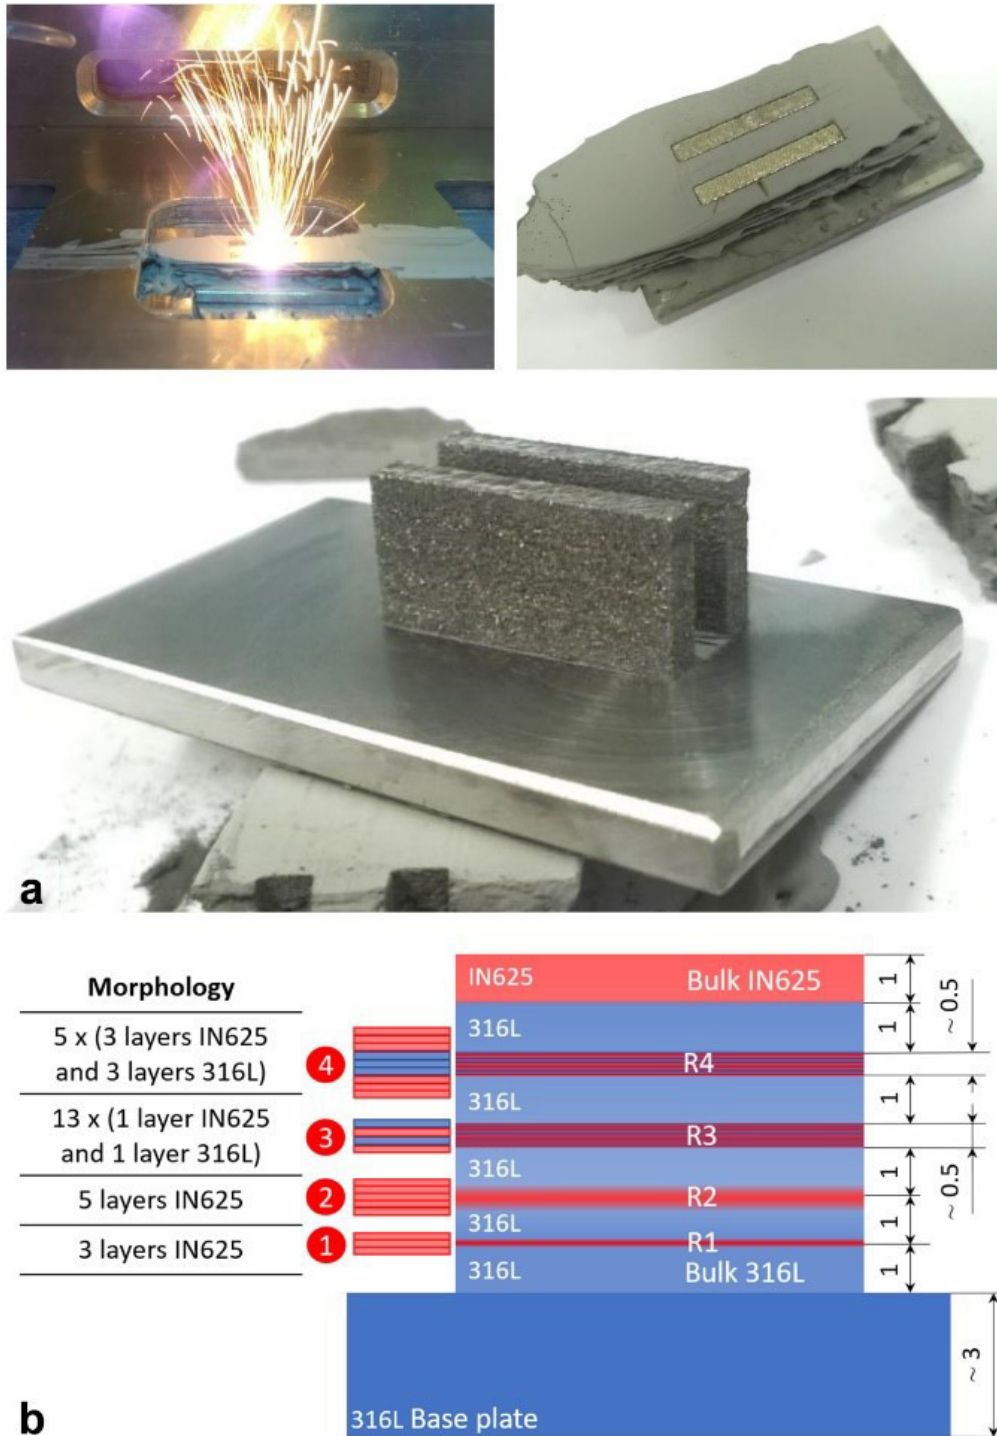 a
Morphology
5 x (3 layers IN625
and 3 layers 316L)
13 x (1 layer IN625
and 1 layer 316L)
5 layers IN625
3 layers IN625
4
3
2
1
IN625 Bulk IN625
316L
R4
316L
R3
316L
R2
316L
R1
316L Bulk 316L
316L Base plate
1
1
~ 0.5
1
1
~ 0.5
1
1
~ 3
b